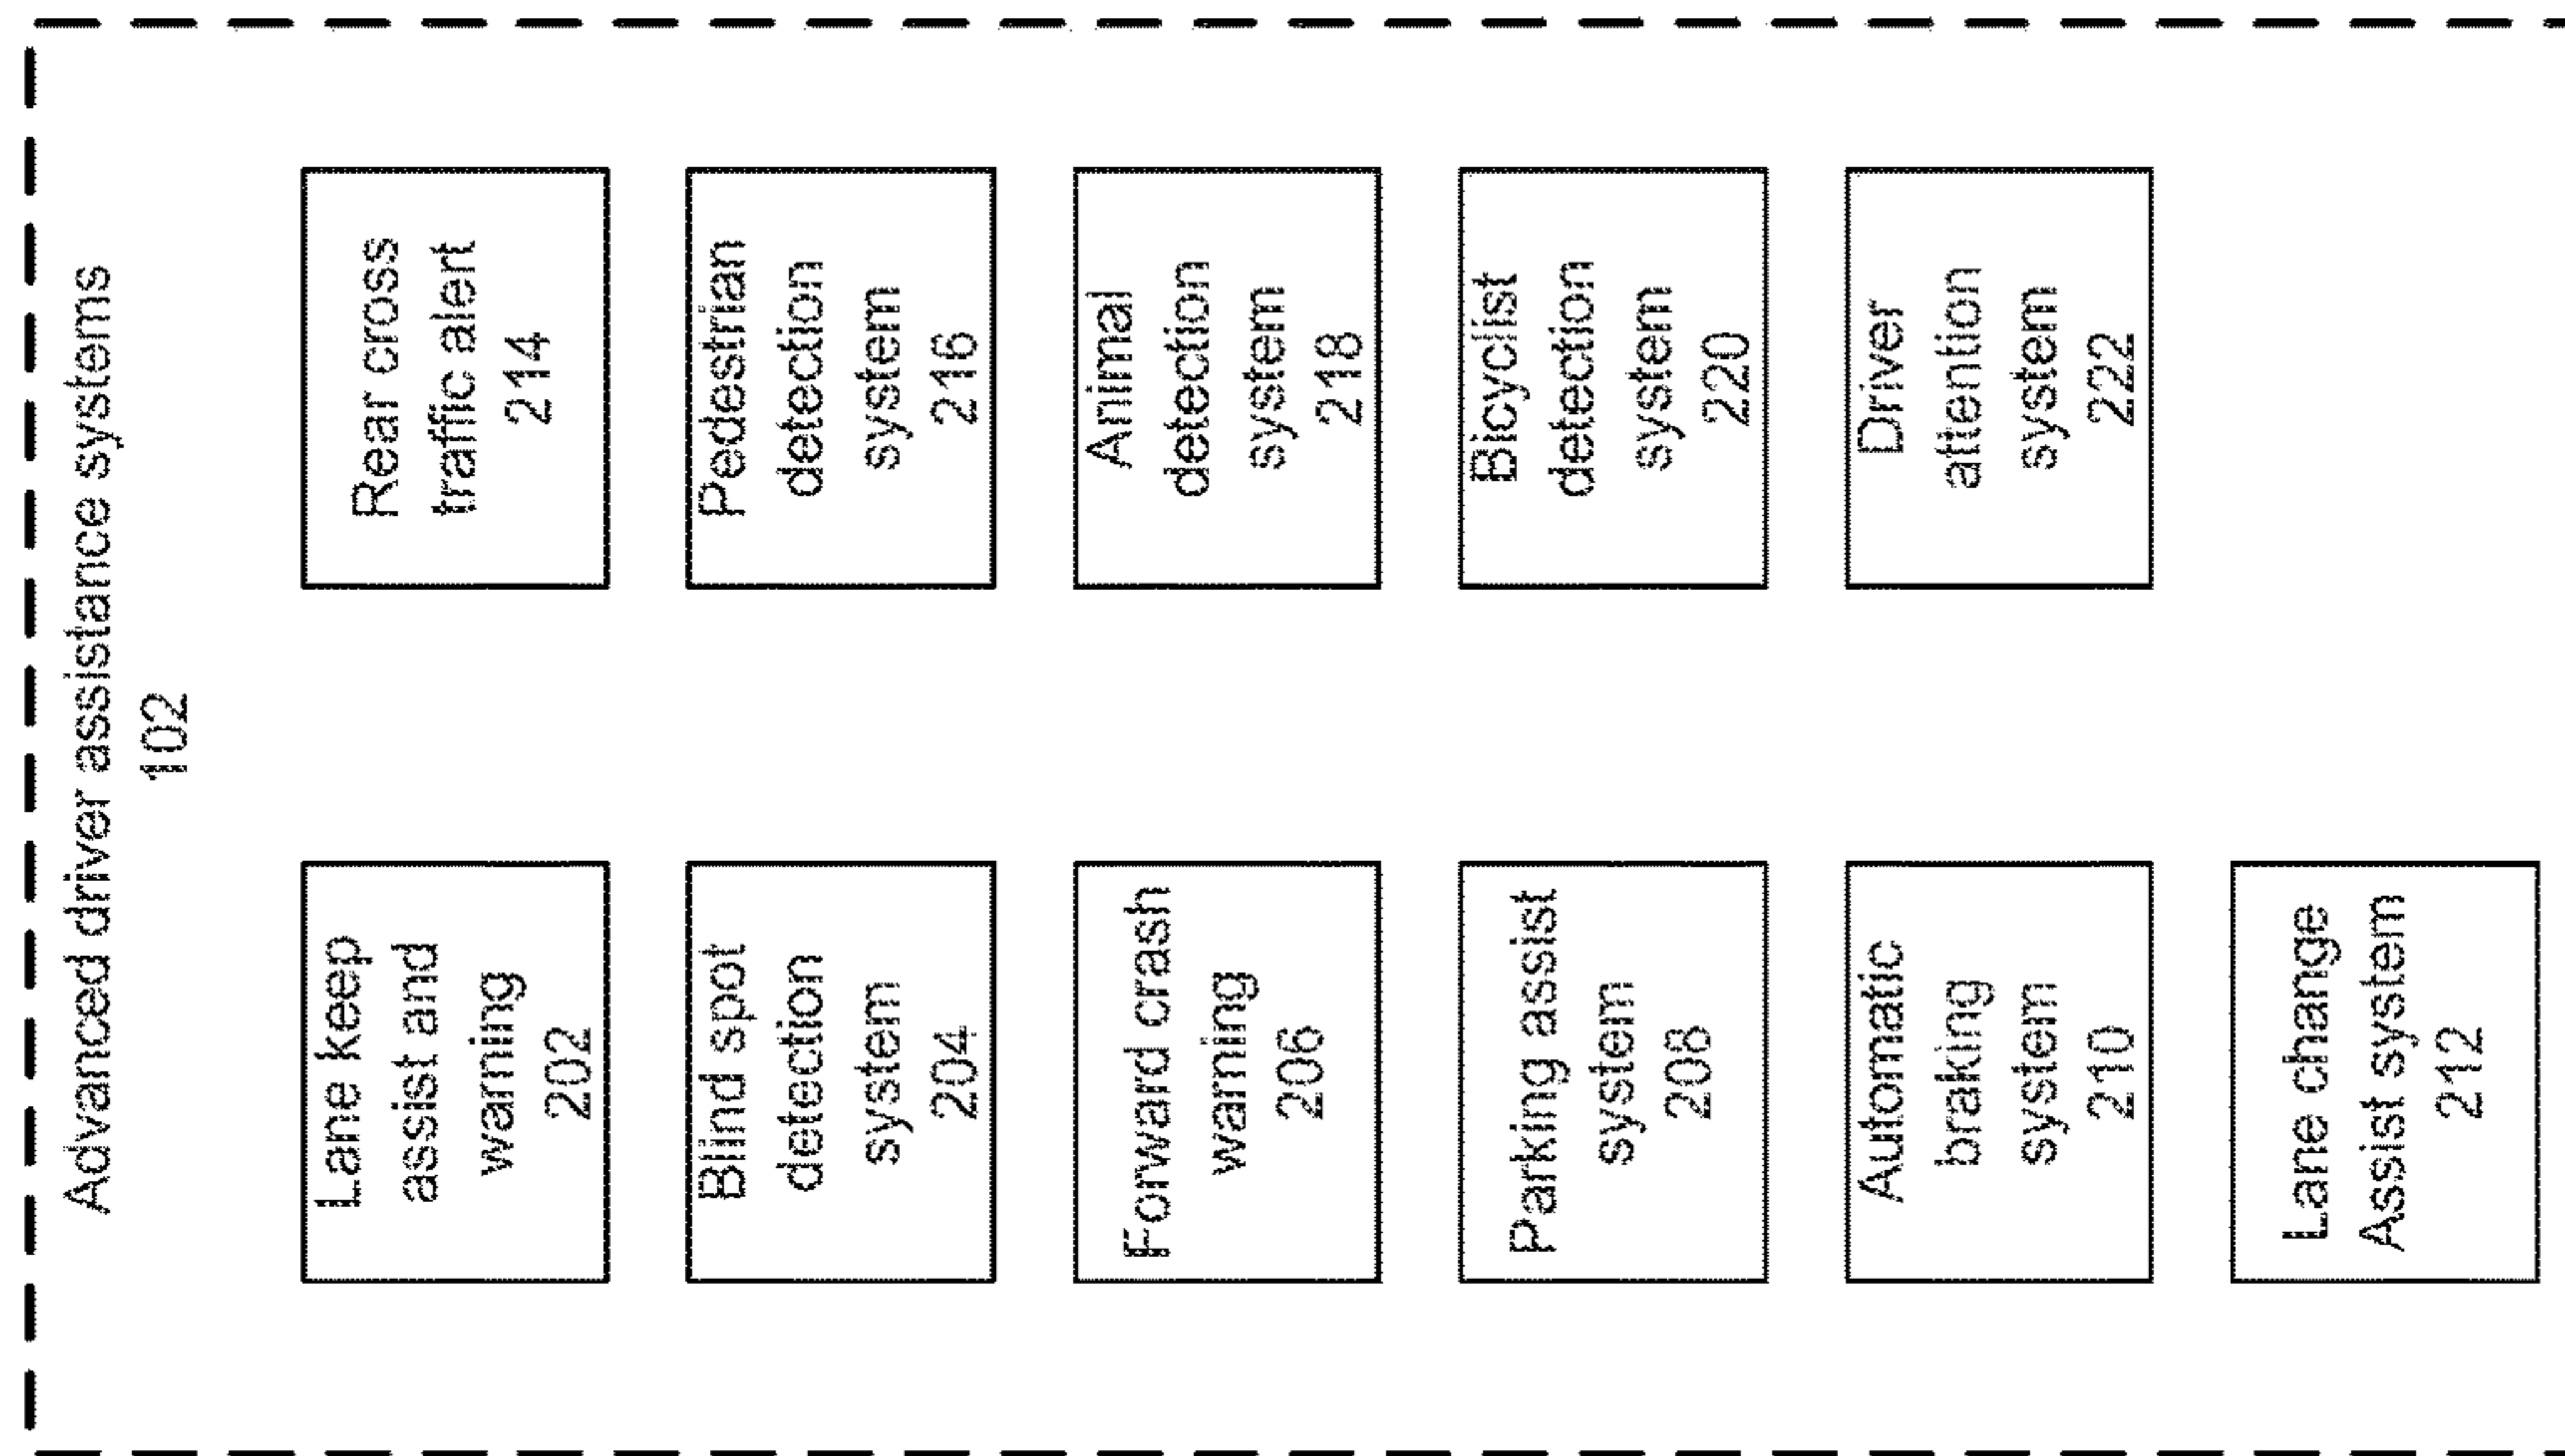 Advanced driver assistance systems
102
Lane keep
assist and
warning
202
Blind spot
detection
system
204
Forward crash
warning
206
Parking assist
system
208
Automatic
braking
system
210
Lane change
Assist system
212
Rear cross
traffic alert
214
Pedestrian
detection
system
216
Animal
detection
system
218
Bicyclist
detection
system
220
Driver
attention
system
222